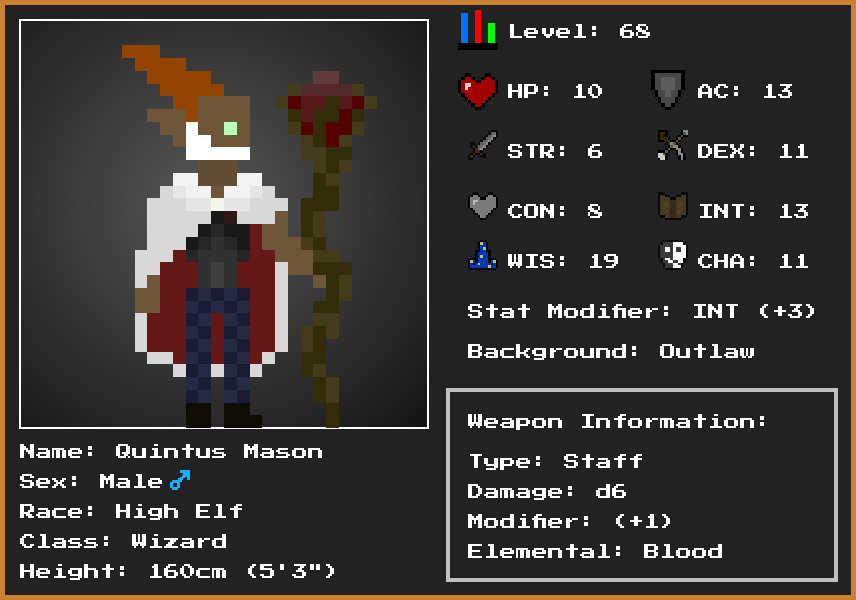 Level: 68
HP: 10
AC: 13
STR: 6
DEX: 11
CON: 8
INT: 13
WIS: 19
CHA: 11
Stat Modifier: INT (+3)
Background: Outlaw
Weapon Information:
Type: Staff
Damage: d6
Modifier: (+1)
Elemental: Blood
Name: Quintus Mason
Sex: Male♂
Race: High Elf
Class: Wizard
Height: 160cm (5'3")